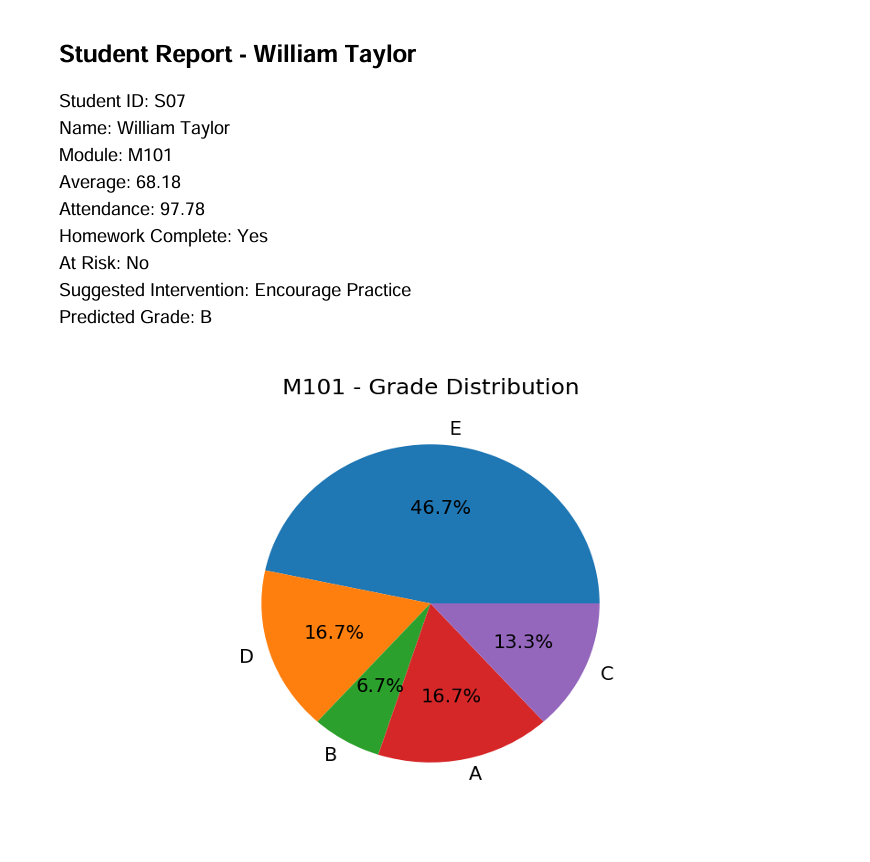 Student Report - William Taylor
Student ID: S07
Name: William Taylor
Module: M101
Average: 68.18
Attendance: 97.78
Homework Complete: Yes
At Risk: No
Suggested Intervention: Encourage Practice
Predicted Grade: B
M101 - Grade Distribution
E
46.7%
16.7%
13.3%
D
C
6.7%
16.7%
B
A